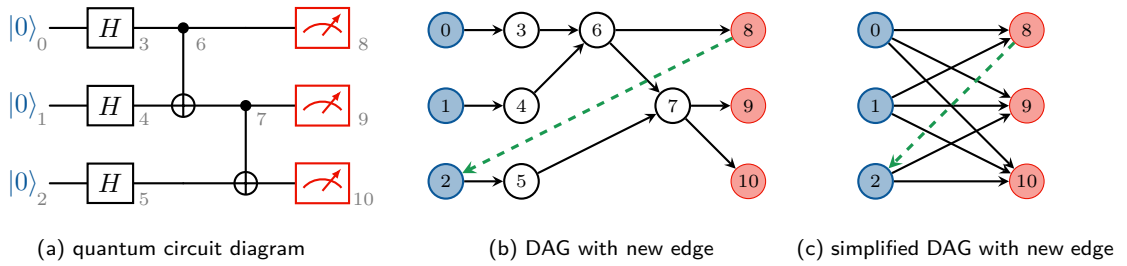 |0⟩ 0 H 3 6 8
|0⟩ 1 H 4 7 9
|0⟩ 2 H 5 10
(a) quantum circuit diagram
0 3 6 8
1 4 7 9
2 5 10
(b) DAG with new edge
0 8
1 9
2 10
(c) simplified DAG with new edge